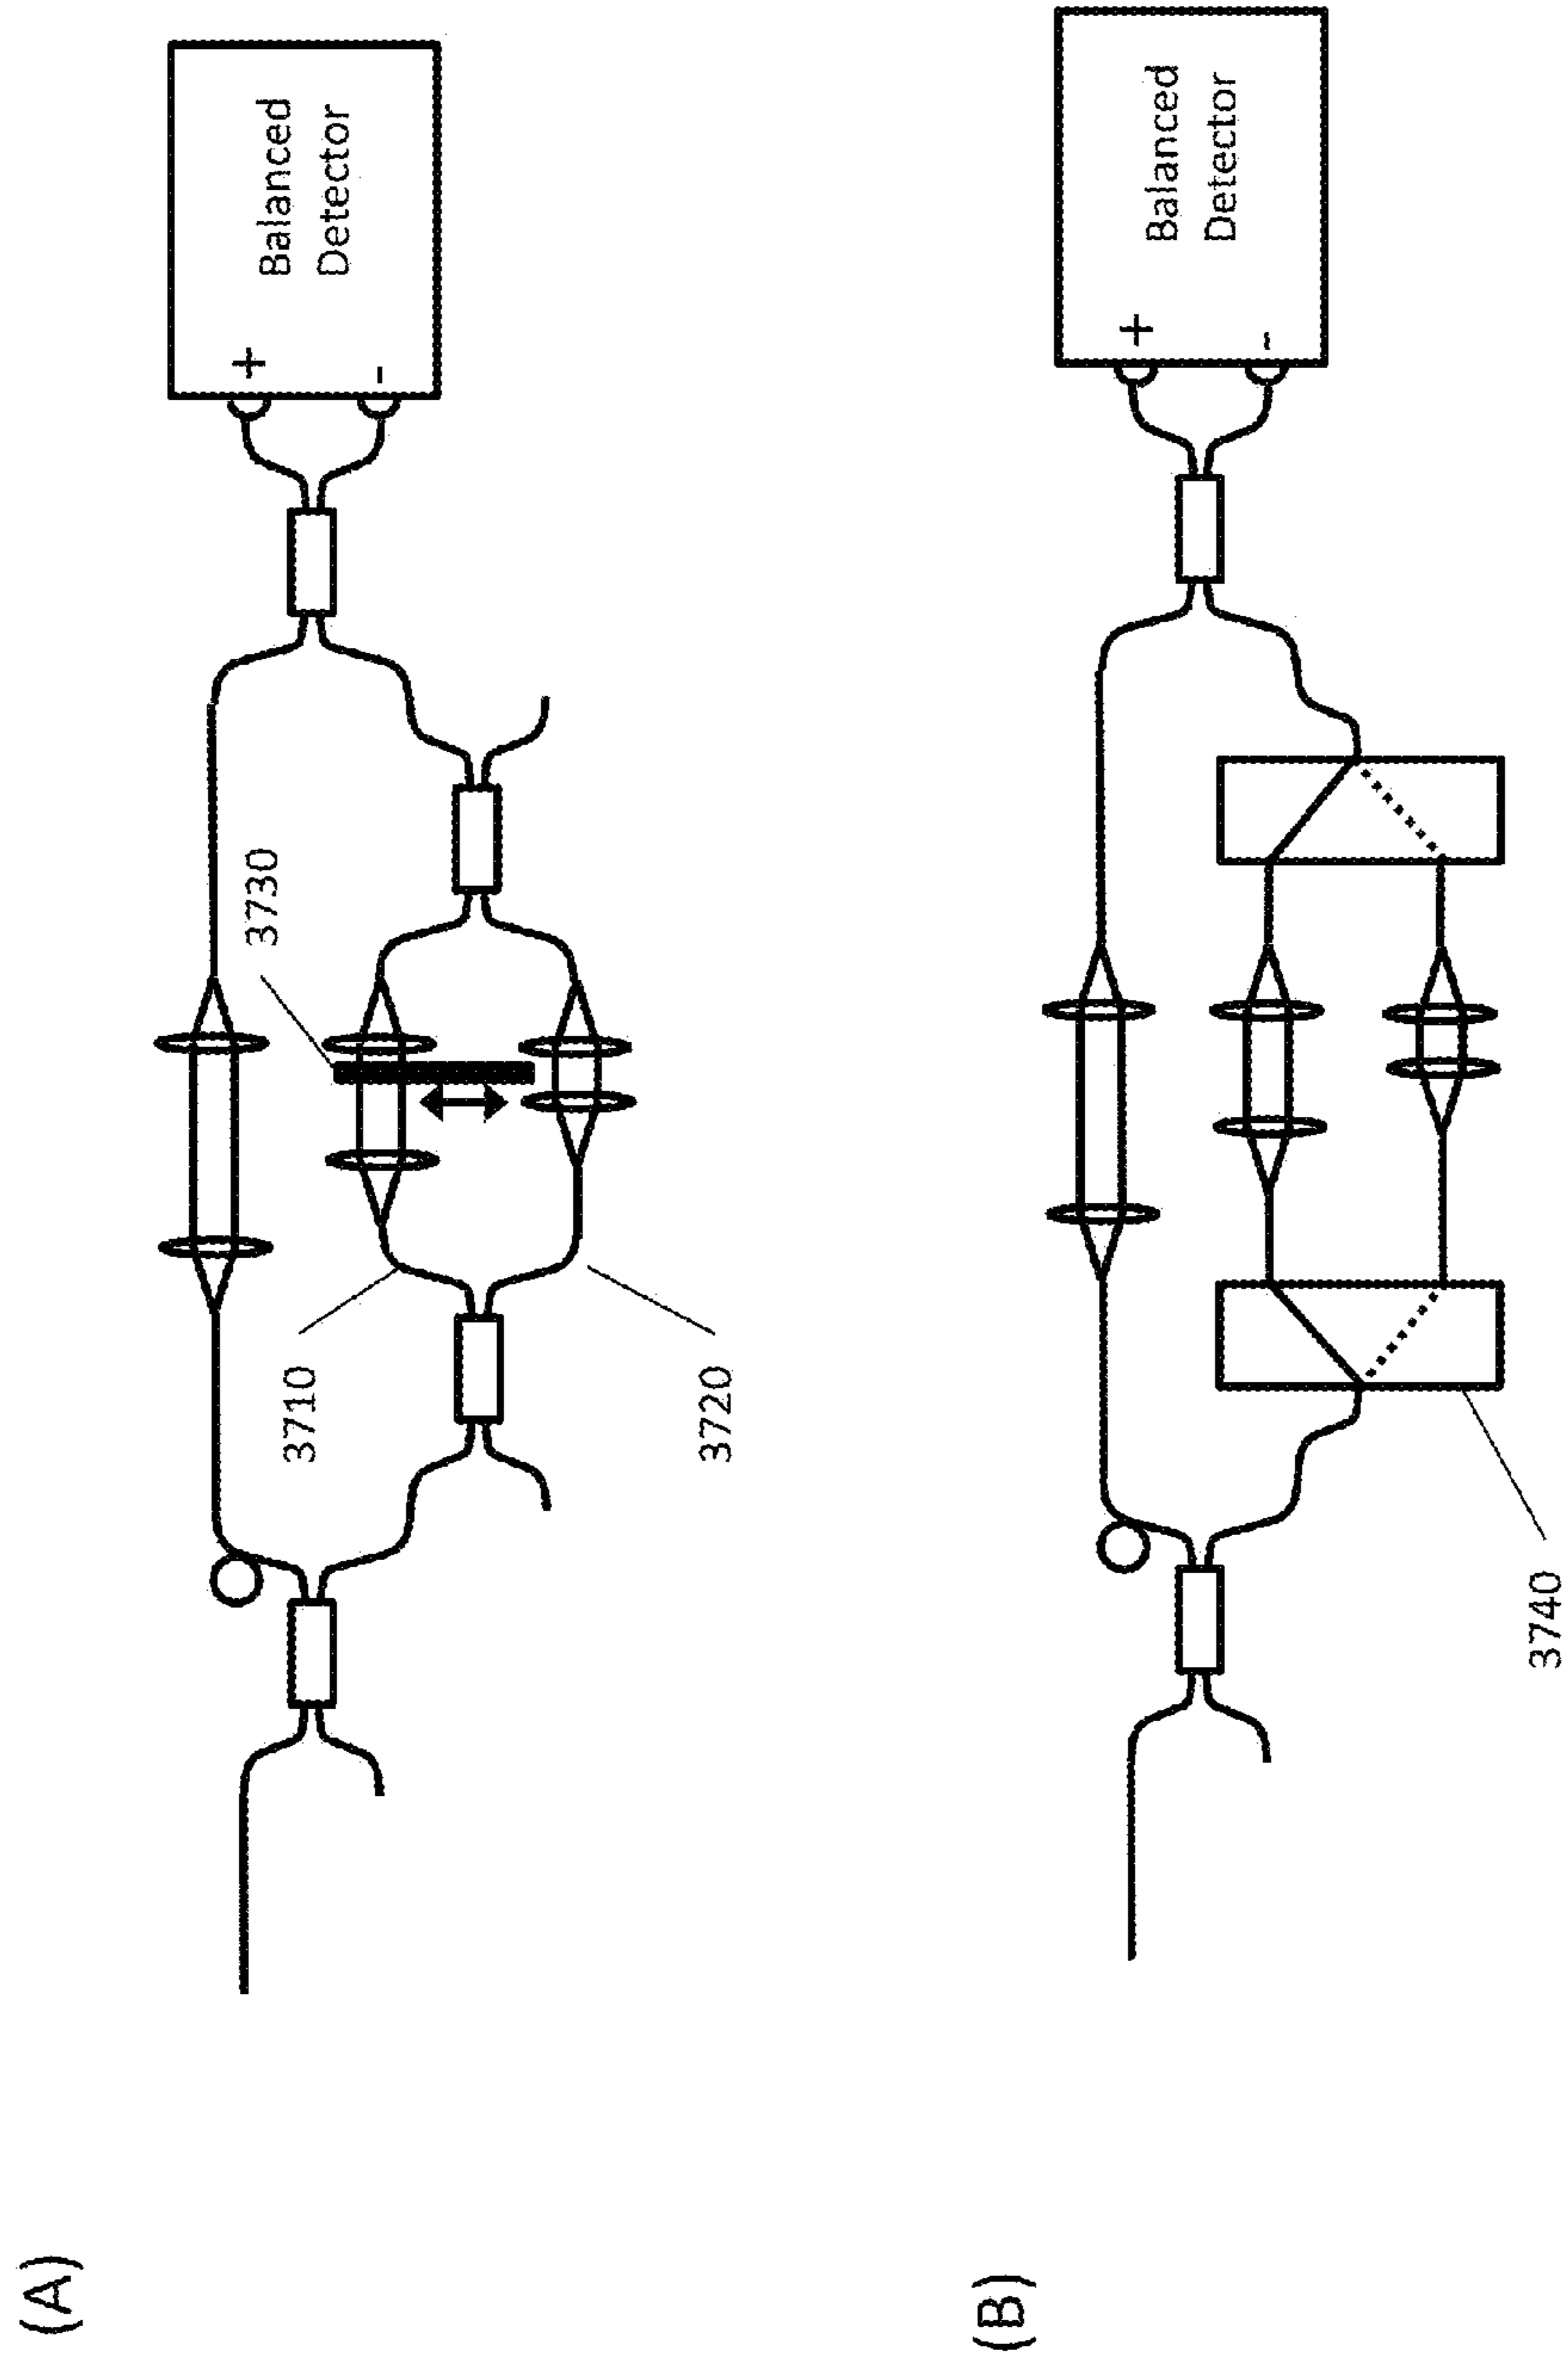 (A)
3710
3720
3730
+
-
Balanced
Detector
(B)
3740
+
-
Balanced
Detector